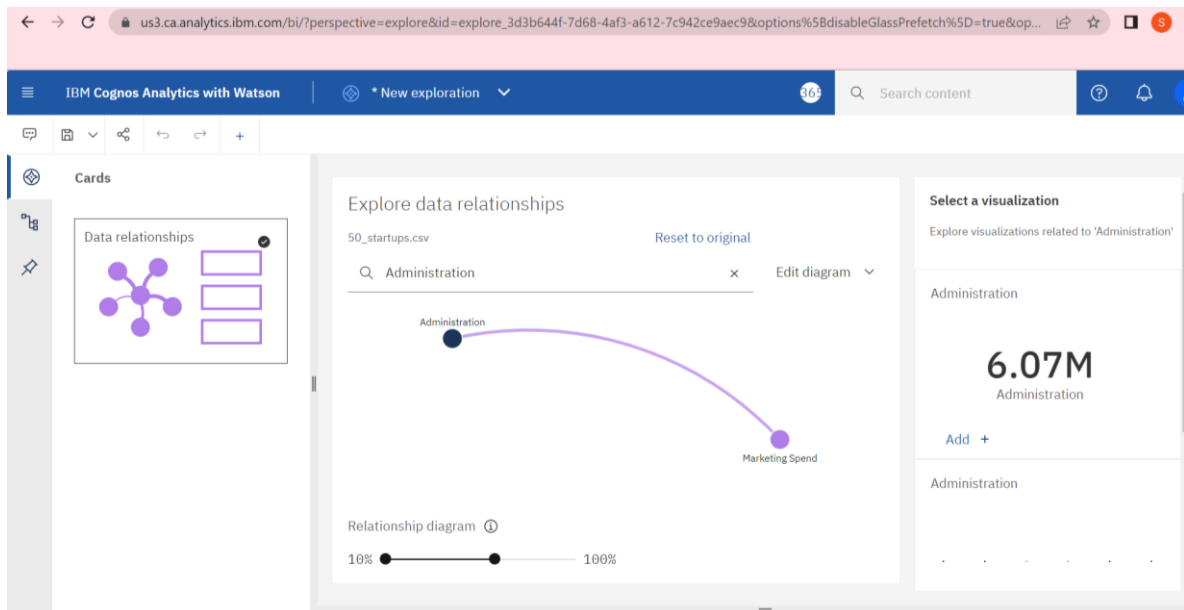 us3.ca.analytics.ibm.com/bi/?perspective=explore&id=explore_3d3b644f-7d68-4af3-a612-7c942ce9aec9&options%5BdisableGlassPrefetch%5D=true&op...
S
IBM Cognos Analytics with Watson
* New exploration
365
Search content
Cards
Data relationships
Explore data relationships
50_startups.csv
Reset to original
Administration
Edit diagram
Administration
Marketing Spend
Relationship diagram
10%
100%
Select a visualization
Explore visualizations related to 'Administration'
Administration
6.07M
Administration
Add +
Administration